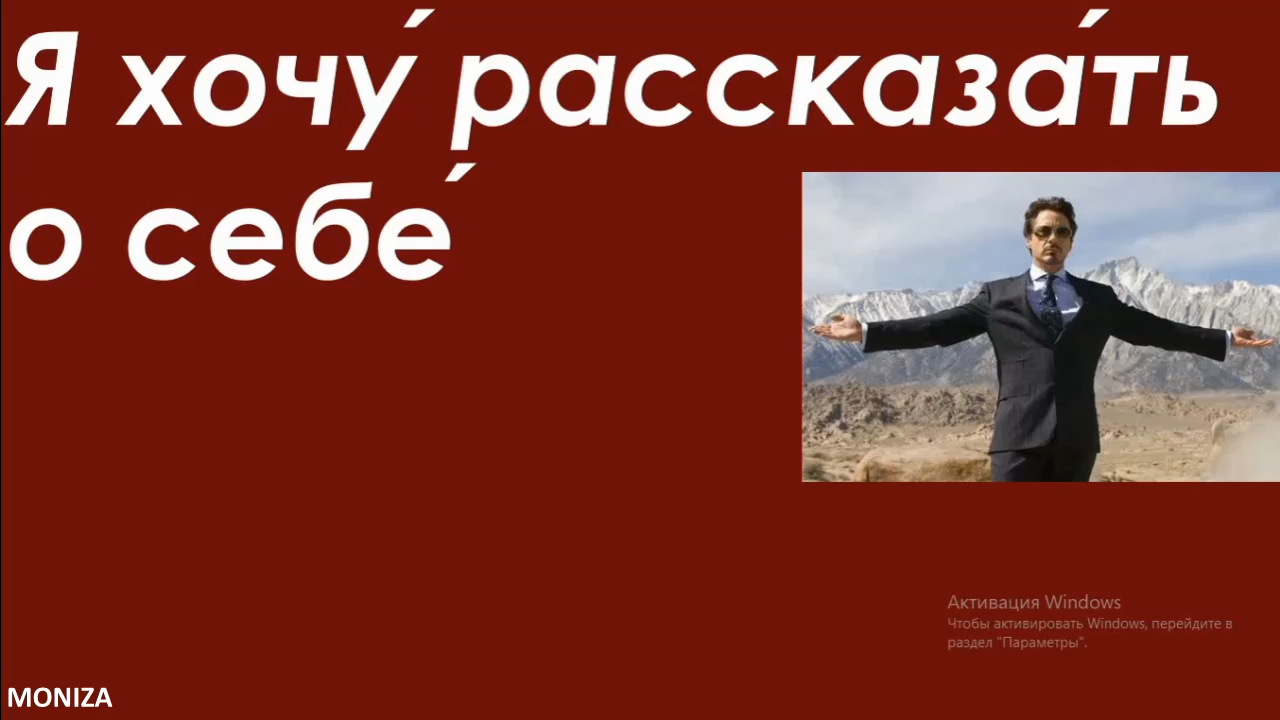 Я хочу́ рассказа́ть
о себе́
Активация Windows
Чтобы активировать Windows, перейдите в
раздел "Параметры".
MONIZA